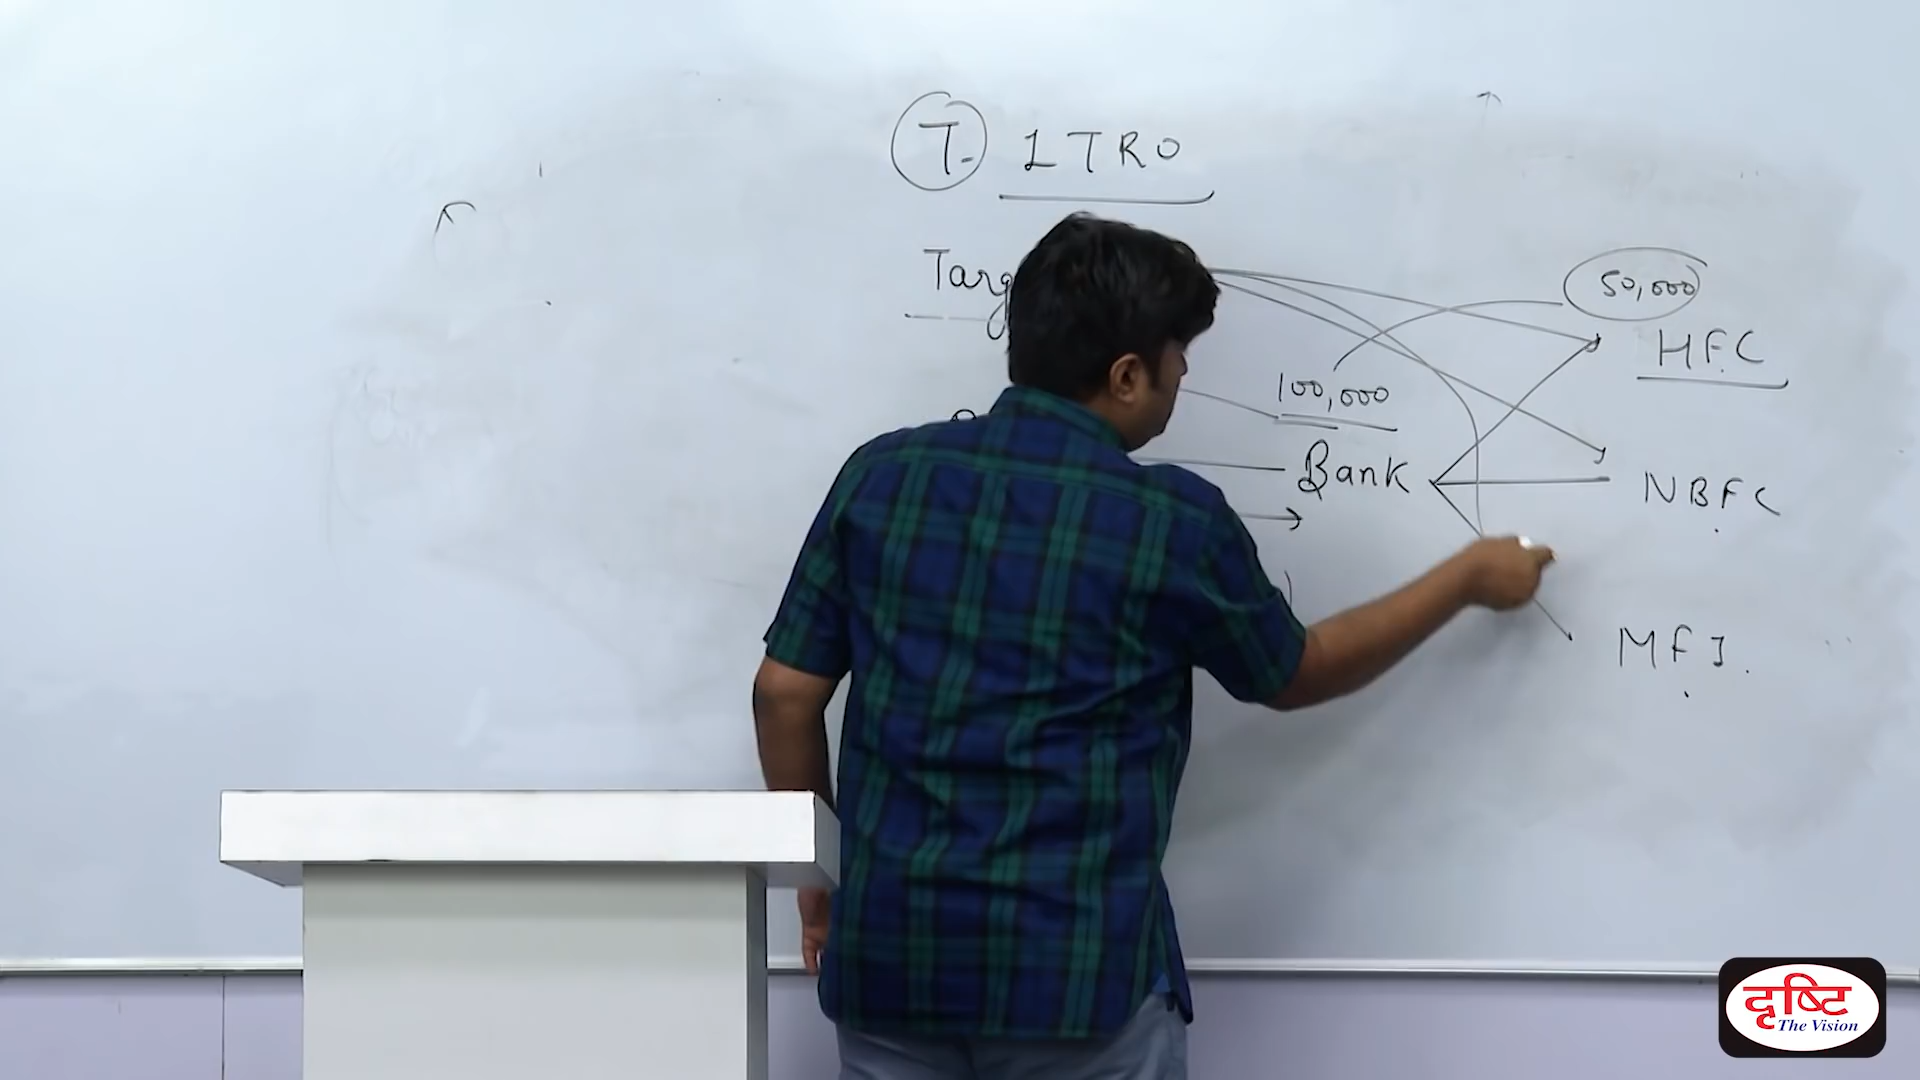 T. LTRO
50,000
HFC
100,000
Bank
NBFC
MFI.
दृष्टि
The Vision